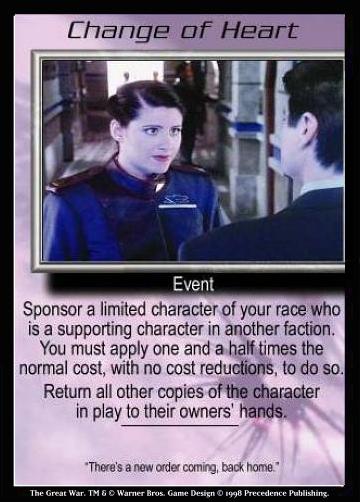 Change of Heart
Event
Sponsor a limited character of your race who
is a supporting character in another faction.
You must apply one and a half times the
normal cost, with no cost reductions, to do so.
Return all other copies of the character
in play to their owners' hands.
"There's a new order coming, back home."
The Great War. TM & © Warner Bros. Game Design © 1998 Precedence Publishing.